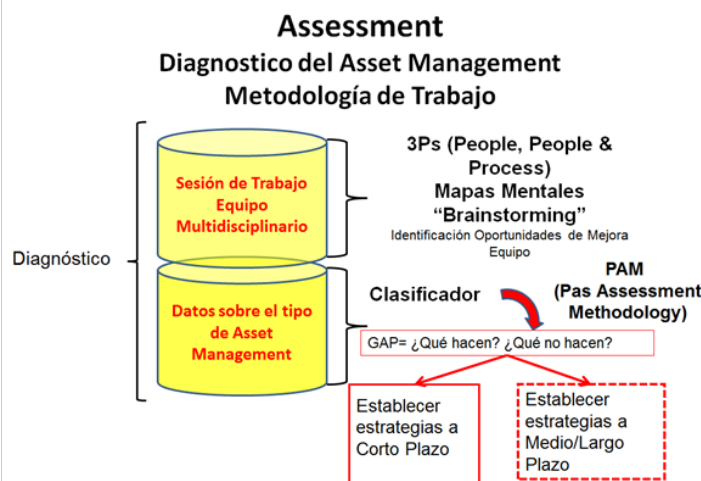 Assessment
Diagnostico del Asset Management
Metodología de Trabajo
Diagnóstico
Sesión de Trabajo
Equipo
Multidisciplinario
3Ps (People, People &
Process)
Mapas Mentales
“Brainstorming”
Identificación Oportunidades de Mejora
Equipo
Datos sobre el tipo
de Asset
Management
Clasificador
PAM
(Pas Assessment
Methodology)
GAP= ¿Qué hacen? ¿Qué no hacen?
Establecer
estrategias a
Corto Plazo
Establecer
estrategias a
Medio/Largo
Plazo